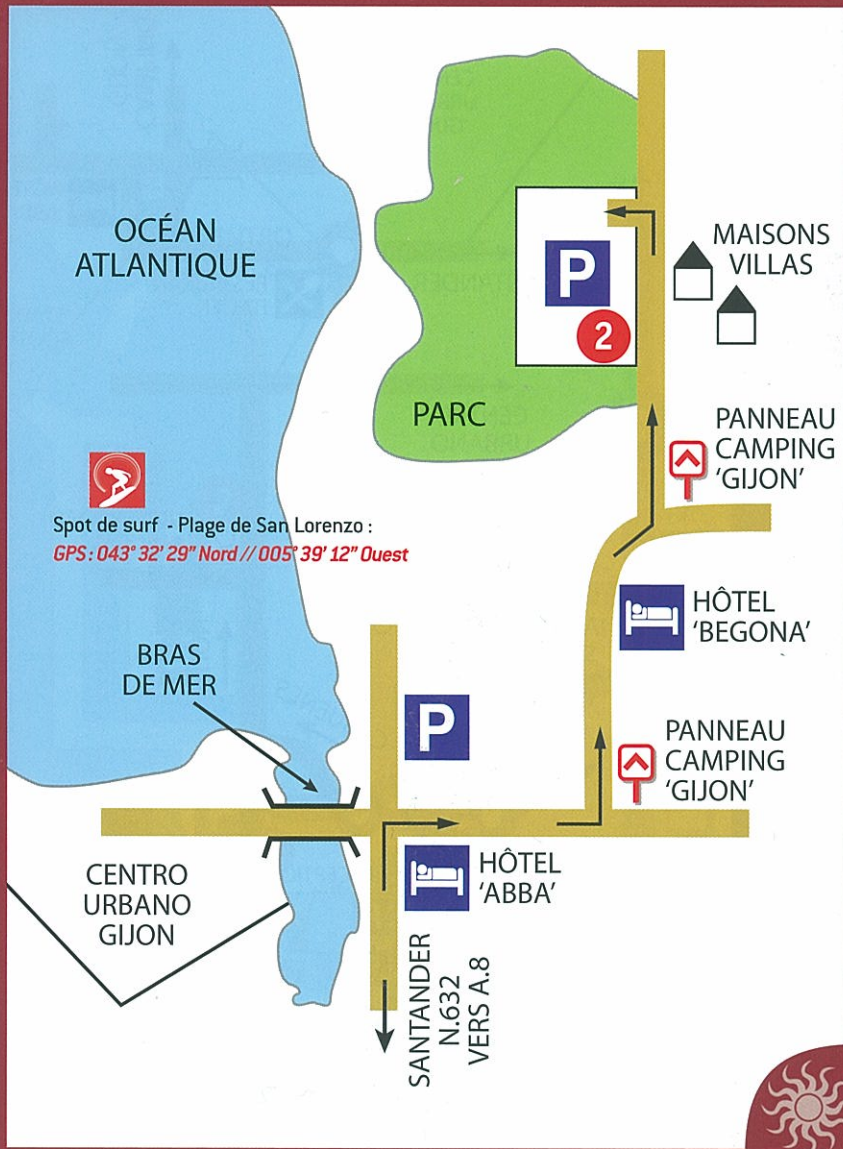 OCÉAN
ATLANTIQUE
P
2
MAISONS
VILLAS
PARC
PANNEAU
CAMPING
'GIJON'
Spot de surf - Plage de San Lorenzo :
GPS : 043° 32' 29" Nord // 005° 39' 12" Ouest
HÔTEL
'BEGONA'
BRAS
DE MER
P
PANNEAU
CAMPING
'GIJON'
HÔTEL
'ABBA'
CENTRO
URBANO
GIJON
SANTANDER
N.632
VERS A.8